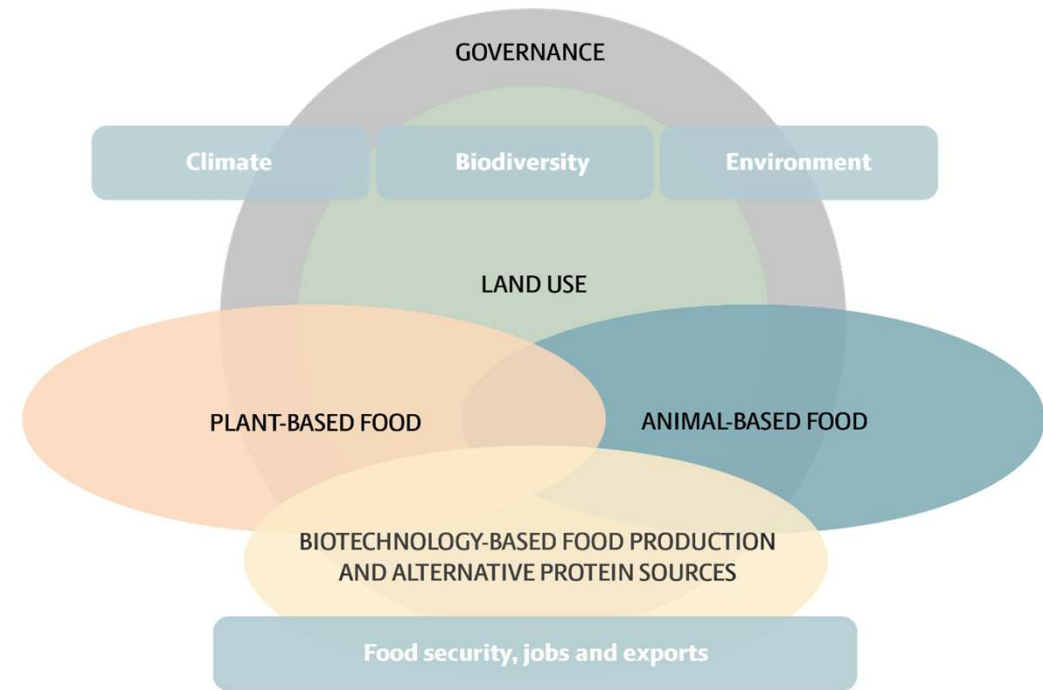 GOVERNANCE
Climate
Biodiversity
Environment
LAND USE
PLANT-BASED FOOD
ANIMAL-BASED FOOD
BIOTECHNOLOGY-BASED FOOD PRODUCTION
AND ALTERNATIVE PROTEIN SOURCES
Food security, jobs and exports